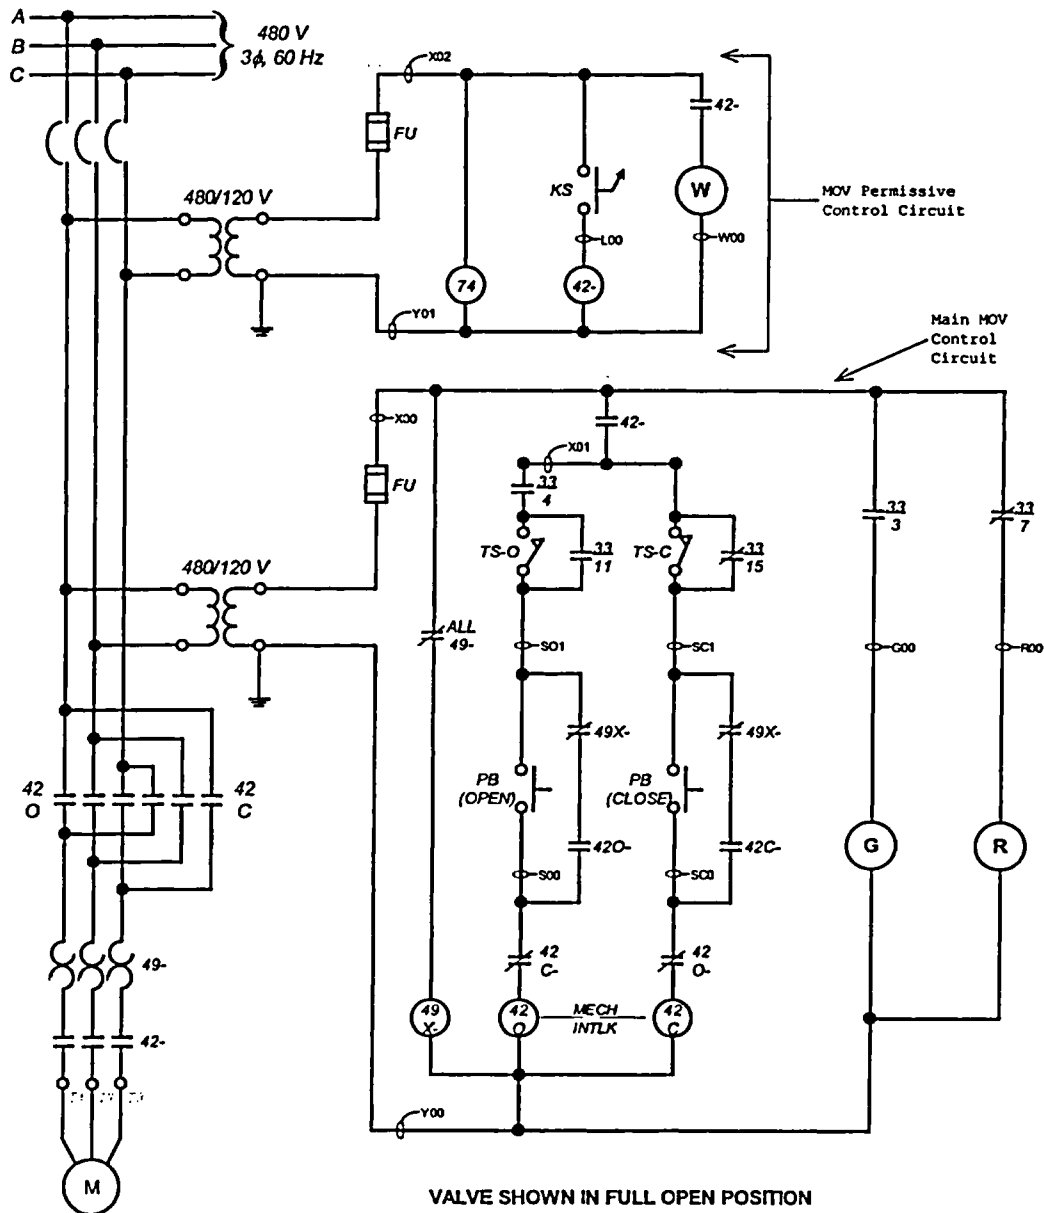 A
B
C
480 V
3ϕ, 60 Hz
X02
FU
42-
KS
W
MOV Permissive
Control Circuit
480/120 V
L00
W00
74
42-
Y01
Main MOV
Control
Circuit
X00
42-
X01
FU
33
4
33
3
33
7
TS-O
33
11
TS-C
33
15
480/120 V
ALL
49-
SO1
SC1
G00
R00
49X-
49X-
42
O
42
C
PB
(OPEN)
PB
(CLOSE)
42O-
42C-
G
R
S00
SC0
49-
42
C-
42
O-
49
X-
42
O
MECH
INTLK
42
C
42-
Y00
M
VALVE SHOWN IN FULL OPEN POSITION